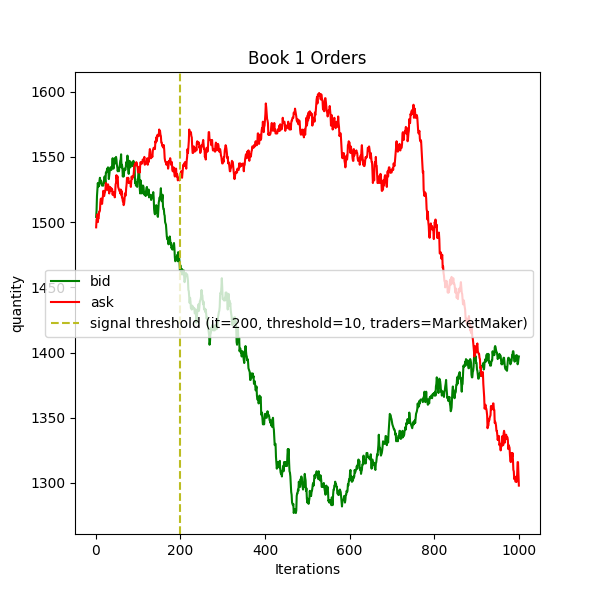 Book 1 Orders
quantity
1600
1550
1500
1450
1400
1350
1300
bid
ask
signal threshold (it=200, threshold=10, traders=MarketMaker)
0 200 400 600 800 1000
Iterations